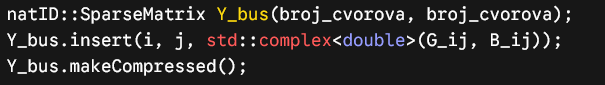 natID::SparseMatrix Y_bus(broj_cvorova, broj_cvorova);
Y_bus.insert(i, j, std::complex<double>(G_ij, B_ij));
Y_bus.makeCompressed();